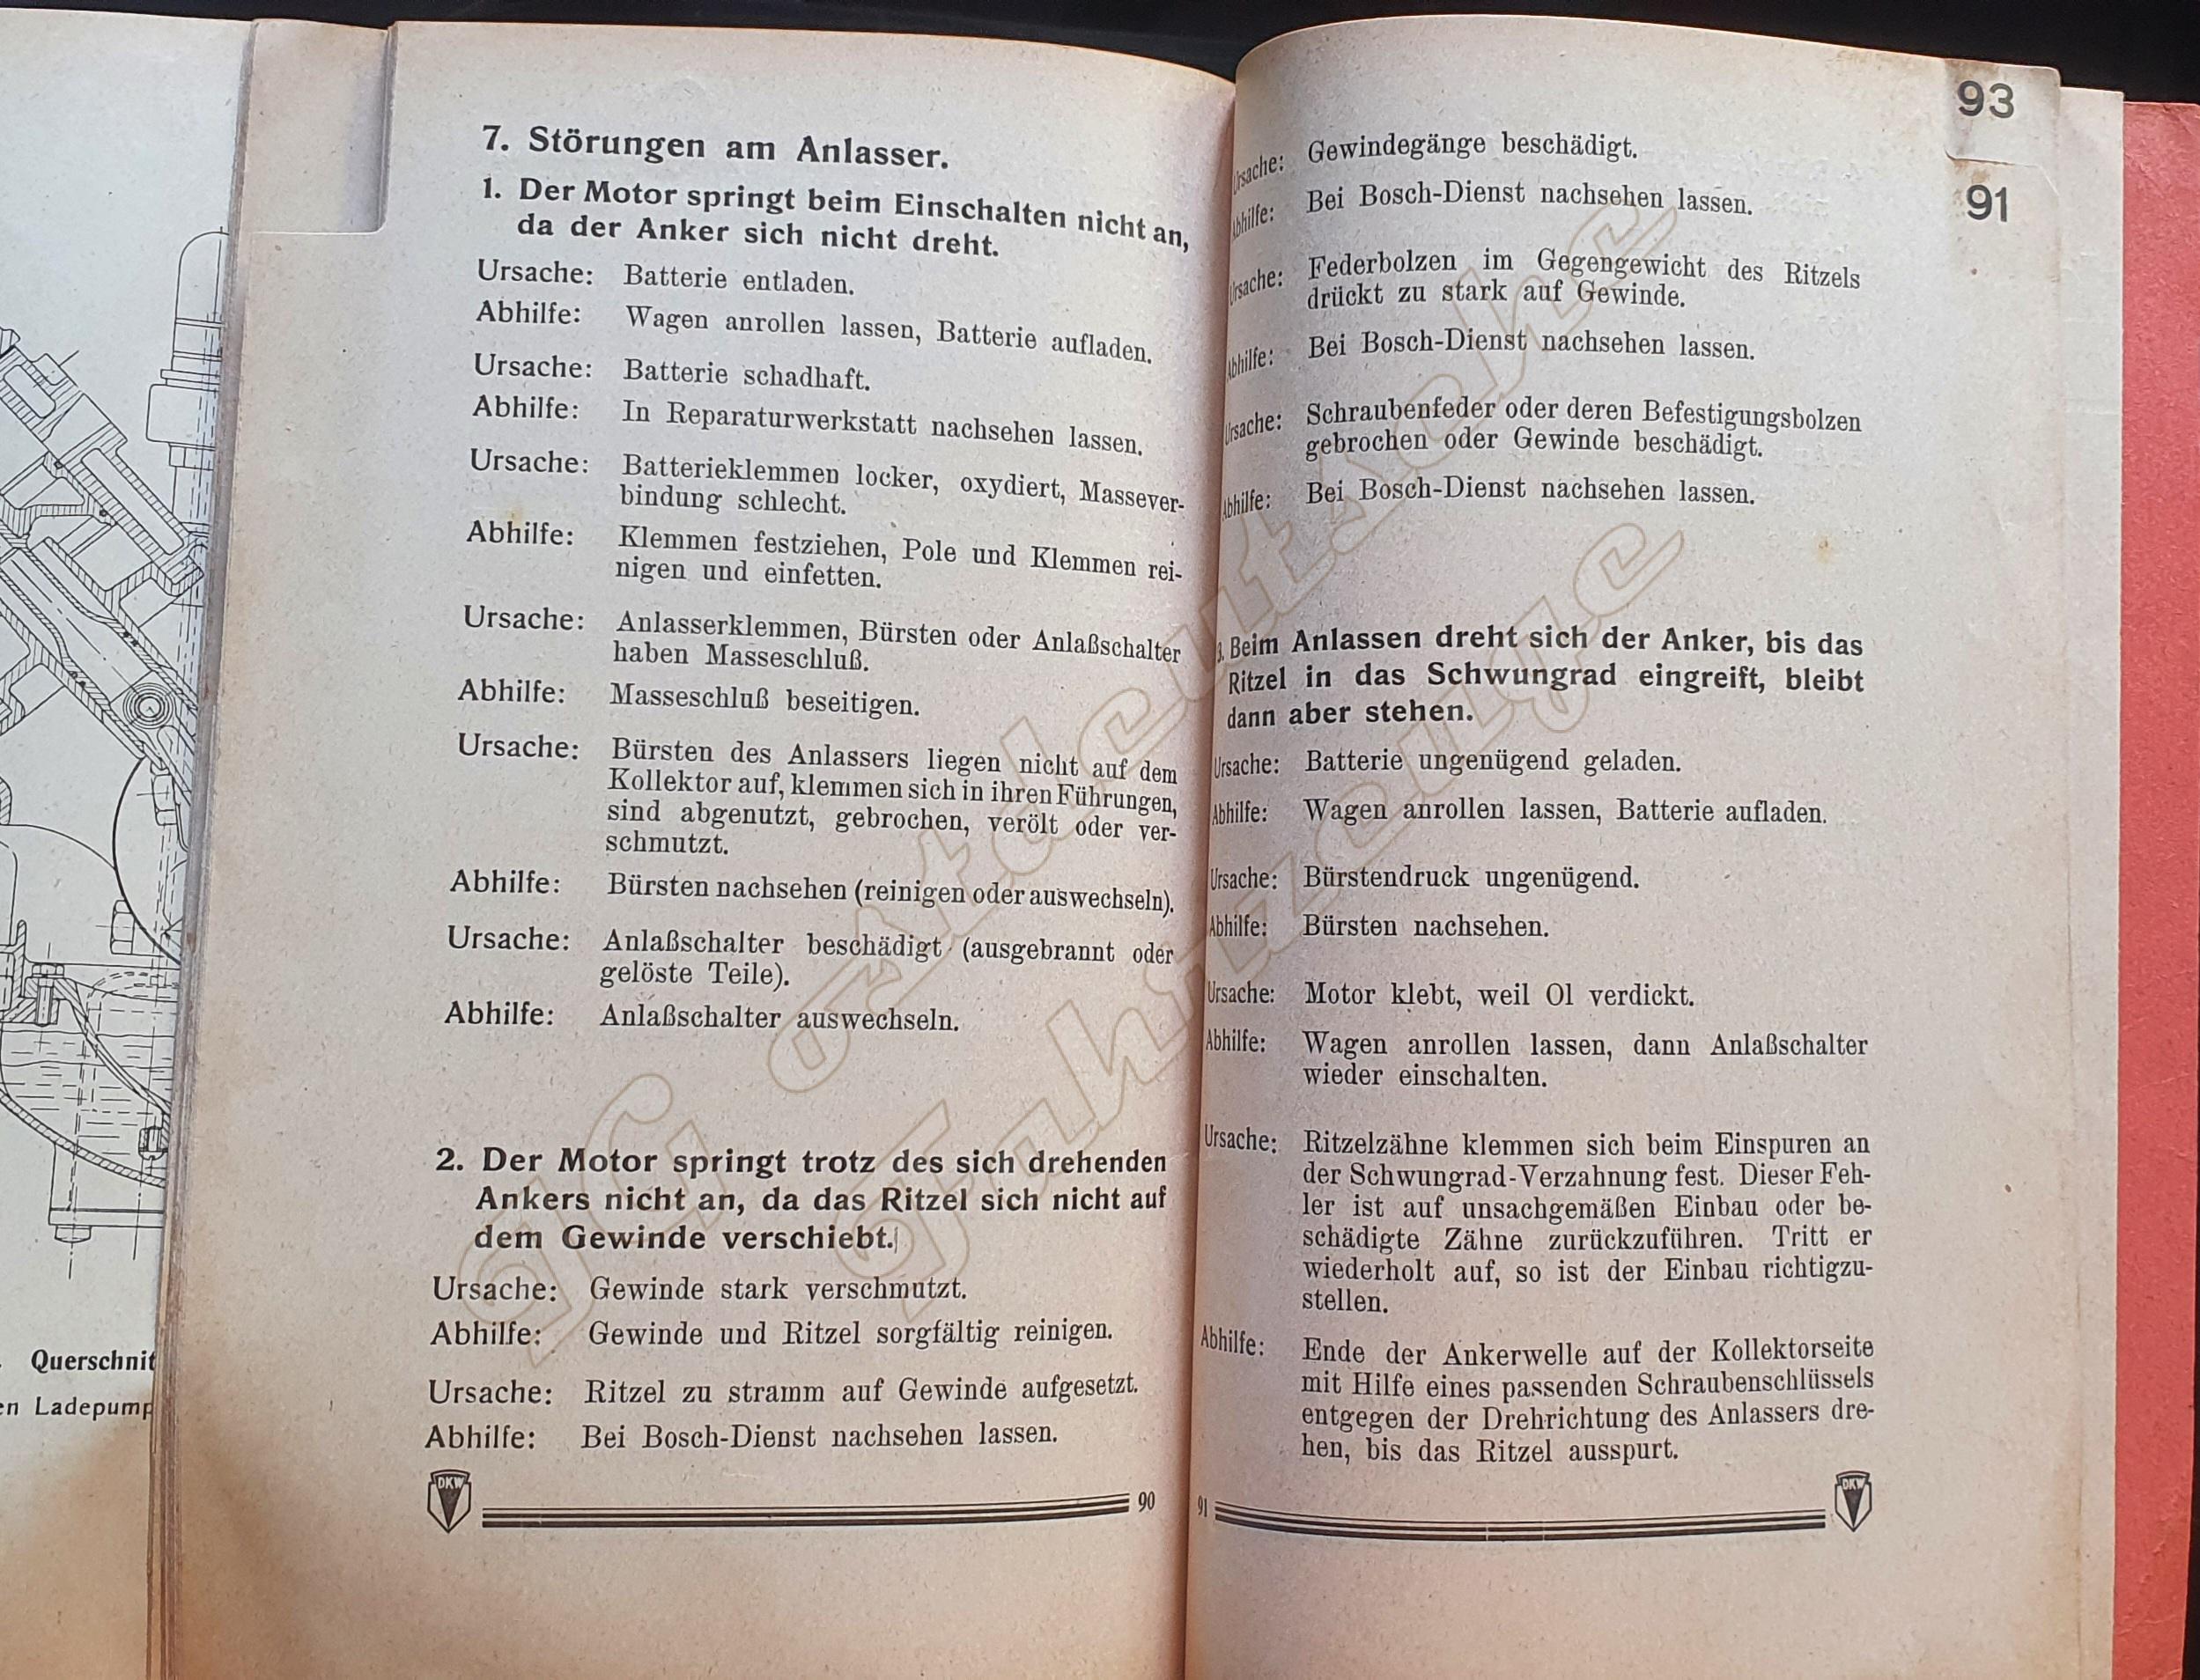 7. Störungen am Anlasser.
1. Der Motor springt beim Einschalten nicht an,
da der Anker sich nicht dreht.
Ursache: Batterie entladen.
Abhilfe: Wagen anrollen lassen, Batterie aufladen.
Ursache: Batterie schadhaft.
Abhilfe: In Reparaturwerkstatt nachsehen lassen.
Ursache: Batterieklemmen locker, oxydiert, Massever-
bindung schlecht.
Abhilfe: Klemmen festziehen, Pole und Klemmen rei-
nigen und einfetten.
Ursache: Anlasserklemmen, Bürsten oder Anlaßschalter
haben Masseschluß.
Abhilfe: Masseschluß beseitigen.
Ursache: Bürsten des Anlassers liegen nicht auf dem
Kollektor auf, klemmen sich in ihren Führungen,
sind abgenutzt, gebrochen, verölt oder ver-
schmutzt.
Abhilfe: Bürsten nachsehen (reinigen oder auswechseln).
Ursache: Anlaßschalter beschädigt (ausgebrannt oder
gelöste Teile).
Abhilfe: Anlaßschalter auswechseln.
2. Der Motor springt trotz des sich drehenden
Ankers nicht an, da das Ritzel sich nicht auf
dem Gewinde verschiebt.
Ursache: Gewinde stark verschmutzt.
Abhilfe: Gewinde und Ritzel sorgfältig reinigen.
Ursache: Ritzel zu stramm auf Gewinde aufgesetzt.
Abhilfe: Bei Bosch-Dienst nachsehen lassen.
DKW
90
93
91
Ursache: Gewindegänge beschädigt.
Abhilfe: Bei Bosch-Dienst nachsehen lassen.
Ursache: Federbolzen im Gegengewicht des Ritzels
drückt zu stark auf Gewinde.
Abhilfe: Bei Bosch-Dienst nachsehen lassen.
Ursache: Schraubenfeder oder deren Befestigungsbolzen
gebrochen oder Gewinde beschädigt.
Abhilfe: Bei Bosch-Dienst nachsehen lassen.
3. Beim Anlassen dreht sich der Anker, bis das
Ritzel in das Schwungrad eingreift, bleibt
dann aber stehen.
Ursache: Batterie ungenügend geladen.
Abhilfe: Wagen anrollen lassen, Batterie aufladen.
Ursache: Bürstendruck ungenügend.
Abhilfe: Bürsten nachsehen.
Ursache: Motor klebt, weil Ol verdickt.
Abhilfe: Wagen anrollen lassen, dann Anlaßschalter
wieder einschalten.
Ursache: Ritzelzähne klemmen sich beim Einspuren an
der Schwungrad-Verzahnung fest. Dieser Feh-
ler ist auf unsachgemäßen Einbau oder be-
schädigte Zähne zurückzuführen. Tritt er
wiederholt auf, so ist der Einbau richtigzu-
stellen.
Abhilfe: Ende der Ankerwelle auf der Kollektorseite
mit Hilfe eines passenden Schraubenschlüssels
entgegen der Drehrichtung des Anlassers dre-
hen, bis das Ritzel ausspurt.
91
DKW
Querschnit
en Ladepump
IG ostdeutsche
Fahrzeuge